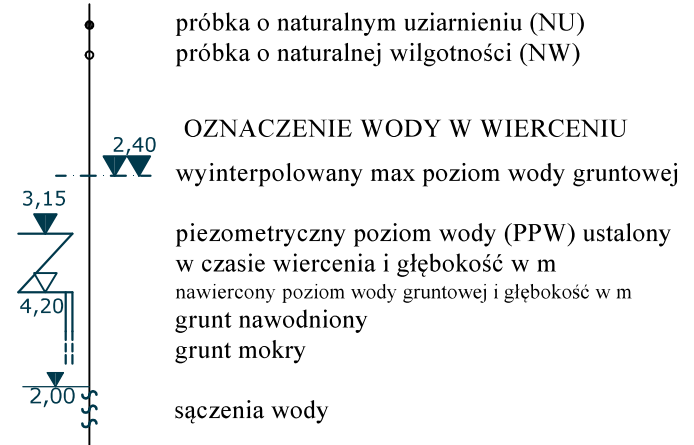 próbka o naturalnym uziarnieniu (NU)
próbka o naturalnej wilgotności (NW)
OZNACZENIE WODY W WIERCENIU
2,40
wyinterpolowany max poziom wody gruntowej
3,15
piezometryczny poziom wody (PPW) ustalony
w czasie wiercenia i głębokość w m
nawiercony poziom wody gruntowej i głębokość w m
4,20
grunt nawodniony
grunt mokry
2,00
sączenia wody